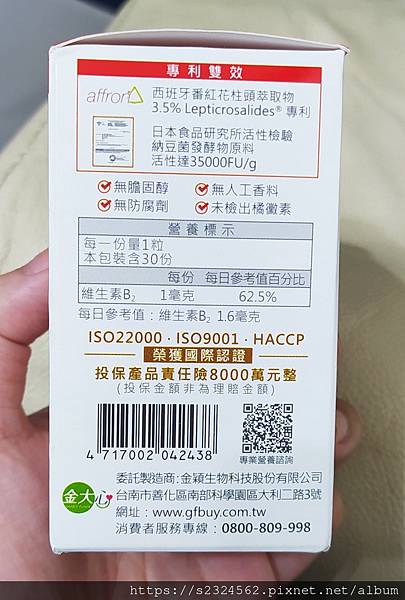 專利雙效
affron
西班牙番紅花柱頭萃取物
3.5% Lepticrosalides® 專利
日本食品研究所活性檢驗
納豆菌發酵物原料
活性達35000FU/g
無膽固醇 無人工香料
無防腐劑 未檢出橘黴素
營養標示
每一份量1粒
本包裝含30份
每份 每日參考值百分比
維生素B₂ 1毫克 62.5%
每日參考值：維生素B₂ 1.6毫克
ISO22000·ISO9001·HACCP
榮獲國際認證
投保產品責任險8000萬元整
(投保金額非為理賠金額)
4 717002 042438
專業營養諮詢
金大心
委託製造商:金穎生物科技股份有限公司
台南市善化區南部科學園區大利二路3號
網址：www.gfbuy.com.tw
消費者服務專線：0800-809-998
https://s2324562.pixnet.net/album